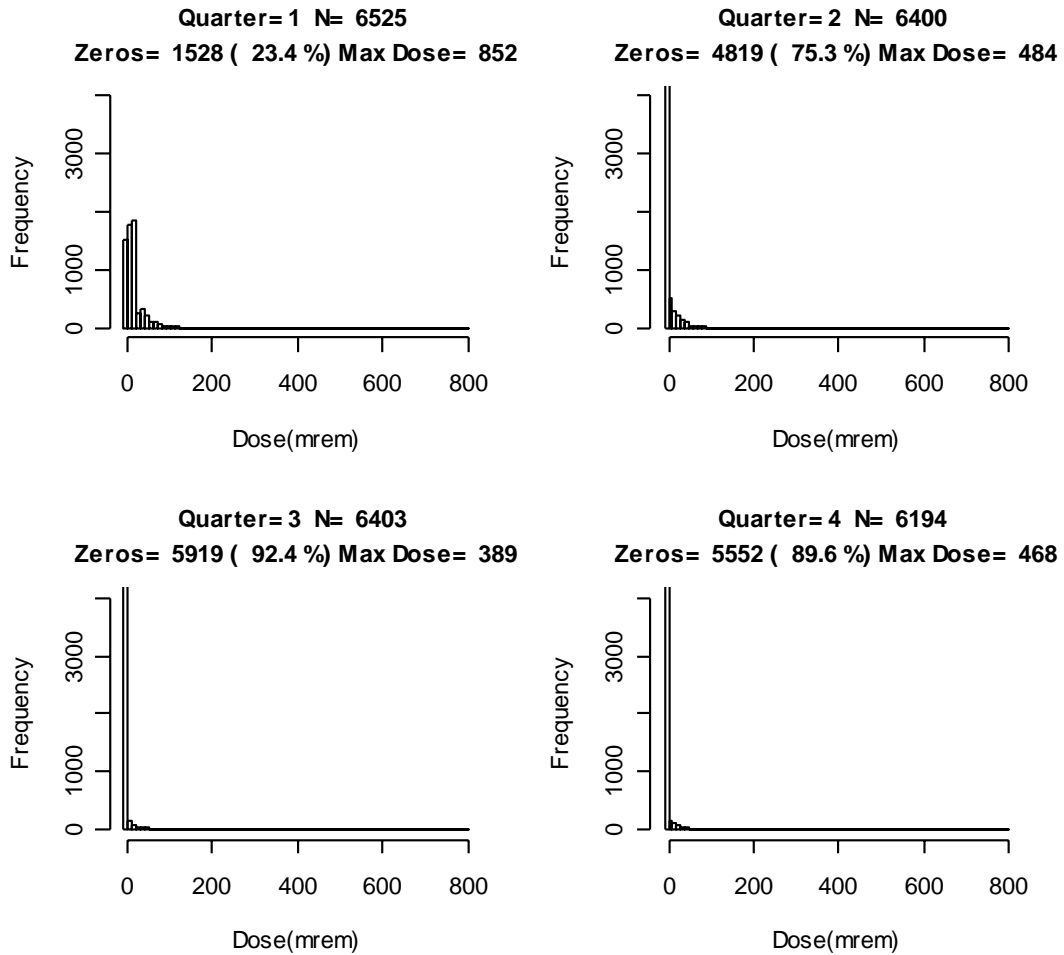 Quarter= 1 N= 6525
Zeros= 1528 ( 23.4 %) Max Dose= 852
Frequency
3000
1000
0
0 200 400 600 800
Dose(mrem)
Quarter= 2 N= 6400
Zeros= 4819 ( 75.3 %) Max Dose= 484
Frequency
3000
1000
0
0 200 400 600 800
Dose(mrem)
Quarter= 3 N= 6403
Zeros= 5919 ( 92.4 %) Max Dose= 389
Frequency
3000
1000
0
0 200 400 600 800
Dose(mrem)
Quarter= 4 N= 6194
Zeros= 5552 ( 89.6 %) Max Dose= 468
Frequency
3000
1000
0
0 200 400 600 800
Dose(mrem)